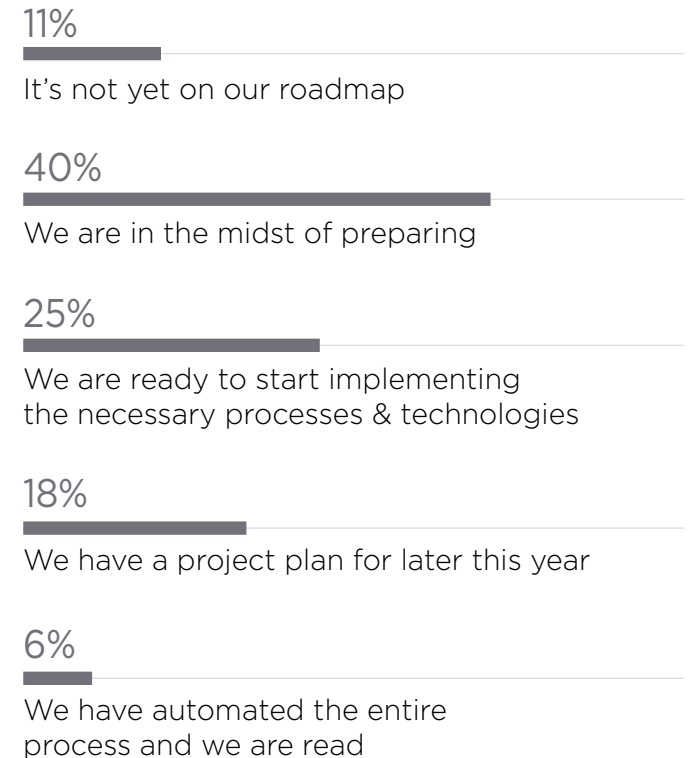 11%
It’s not yet on our roadmap
40%
We are in the midst of preparing
25%
We are ready to start implementing
the necessary processes & technologies
18%
We have a project plan for later this year
6%
We have automated the entire
process and we are read